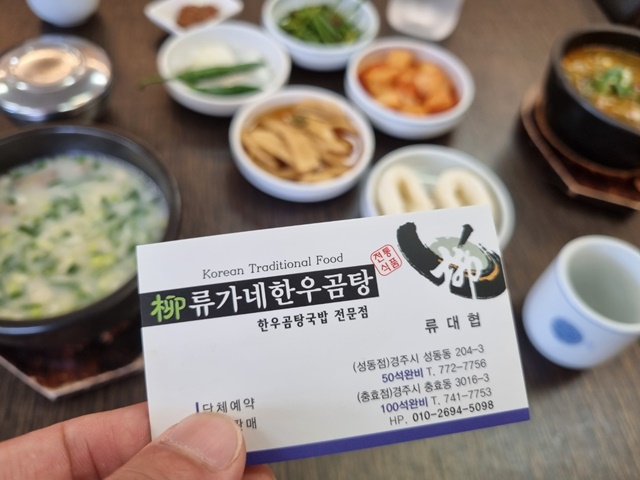 Korean Traditional Food
전통
식품
柳류가네한우곰탕
한우곰탕국밥 전문점
柳
류 대 협
(성동점)경주시 성동동 204-3
50석완비 T. 772-7756
(충효점)경주시 충효동 3016-3
100석완비 T. 741-7753
HP. 010-2694-5098
단체예약
판매